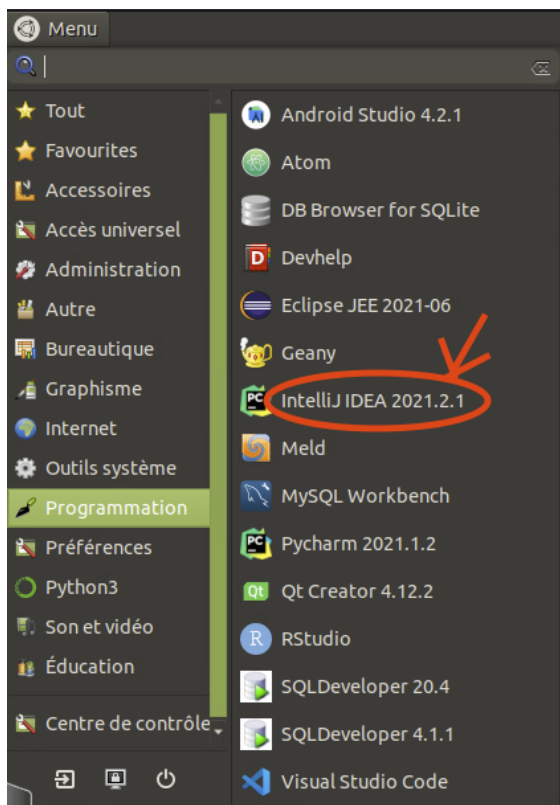 Menu
Tout
Favourites
Accessoires
Accès universel
Administration
Autre
Bureautique
Graphisme
Internet
Outils système
Programmation
Préférences
Python3
Son et vidéo
Éducation
Centre de contrôle
Android Studio 4.2.1
Atom
DB Browser for SQLite
D Devhelp
Eclipse JEE 2021-06
Geany
PC IntelliJ IDEA 2021.2.1
Meld
MySQL Workbench
PC Pycharm 2021.1.2
Qt Qt Creator 4.12.2
R RStudio
SQLDeveloper 20.4
SQLDeveloper 4.1.1
Visual Studio Code